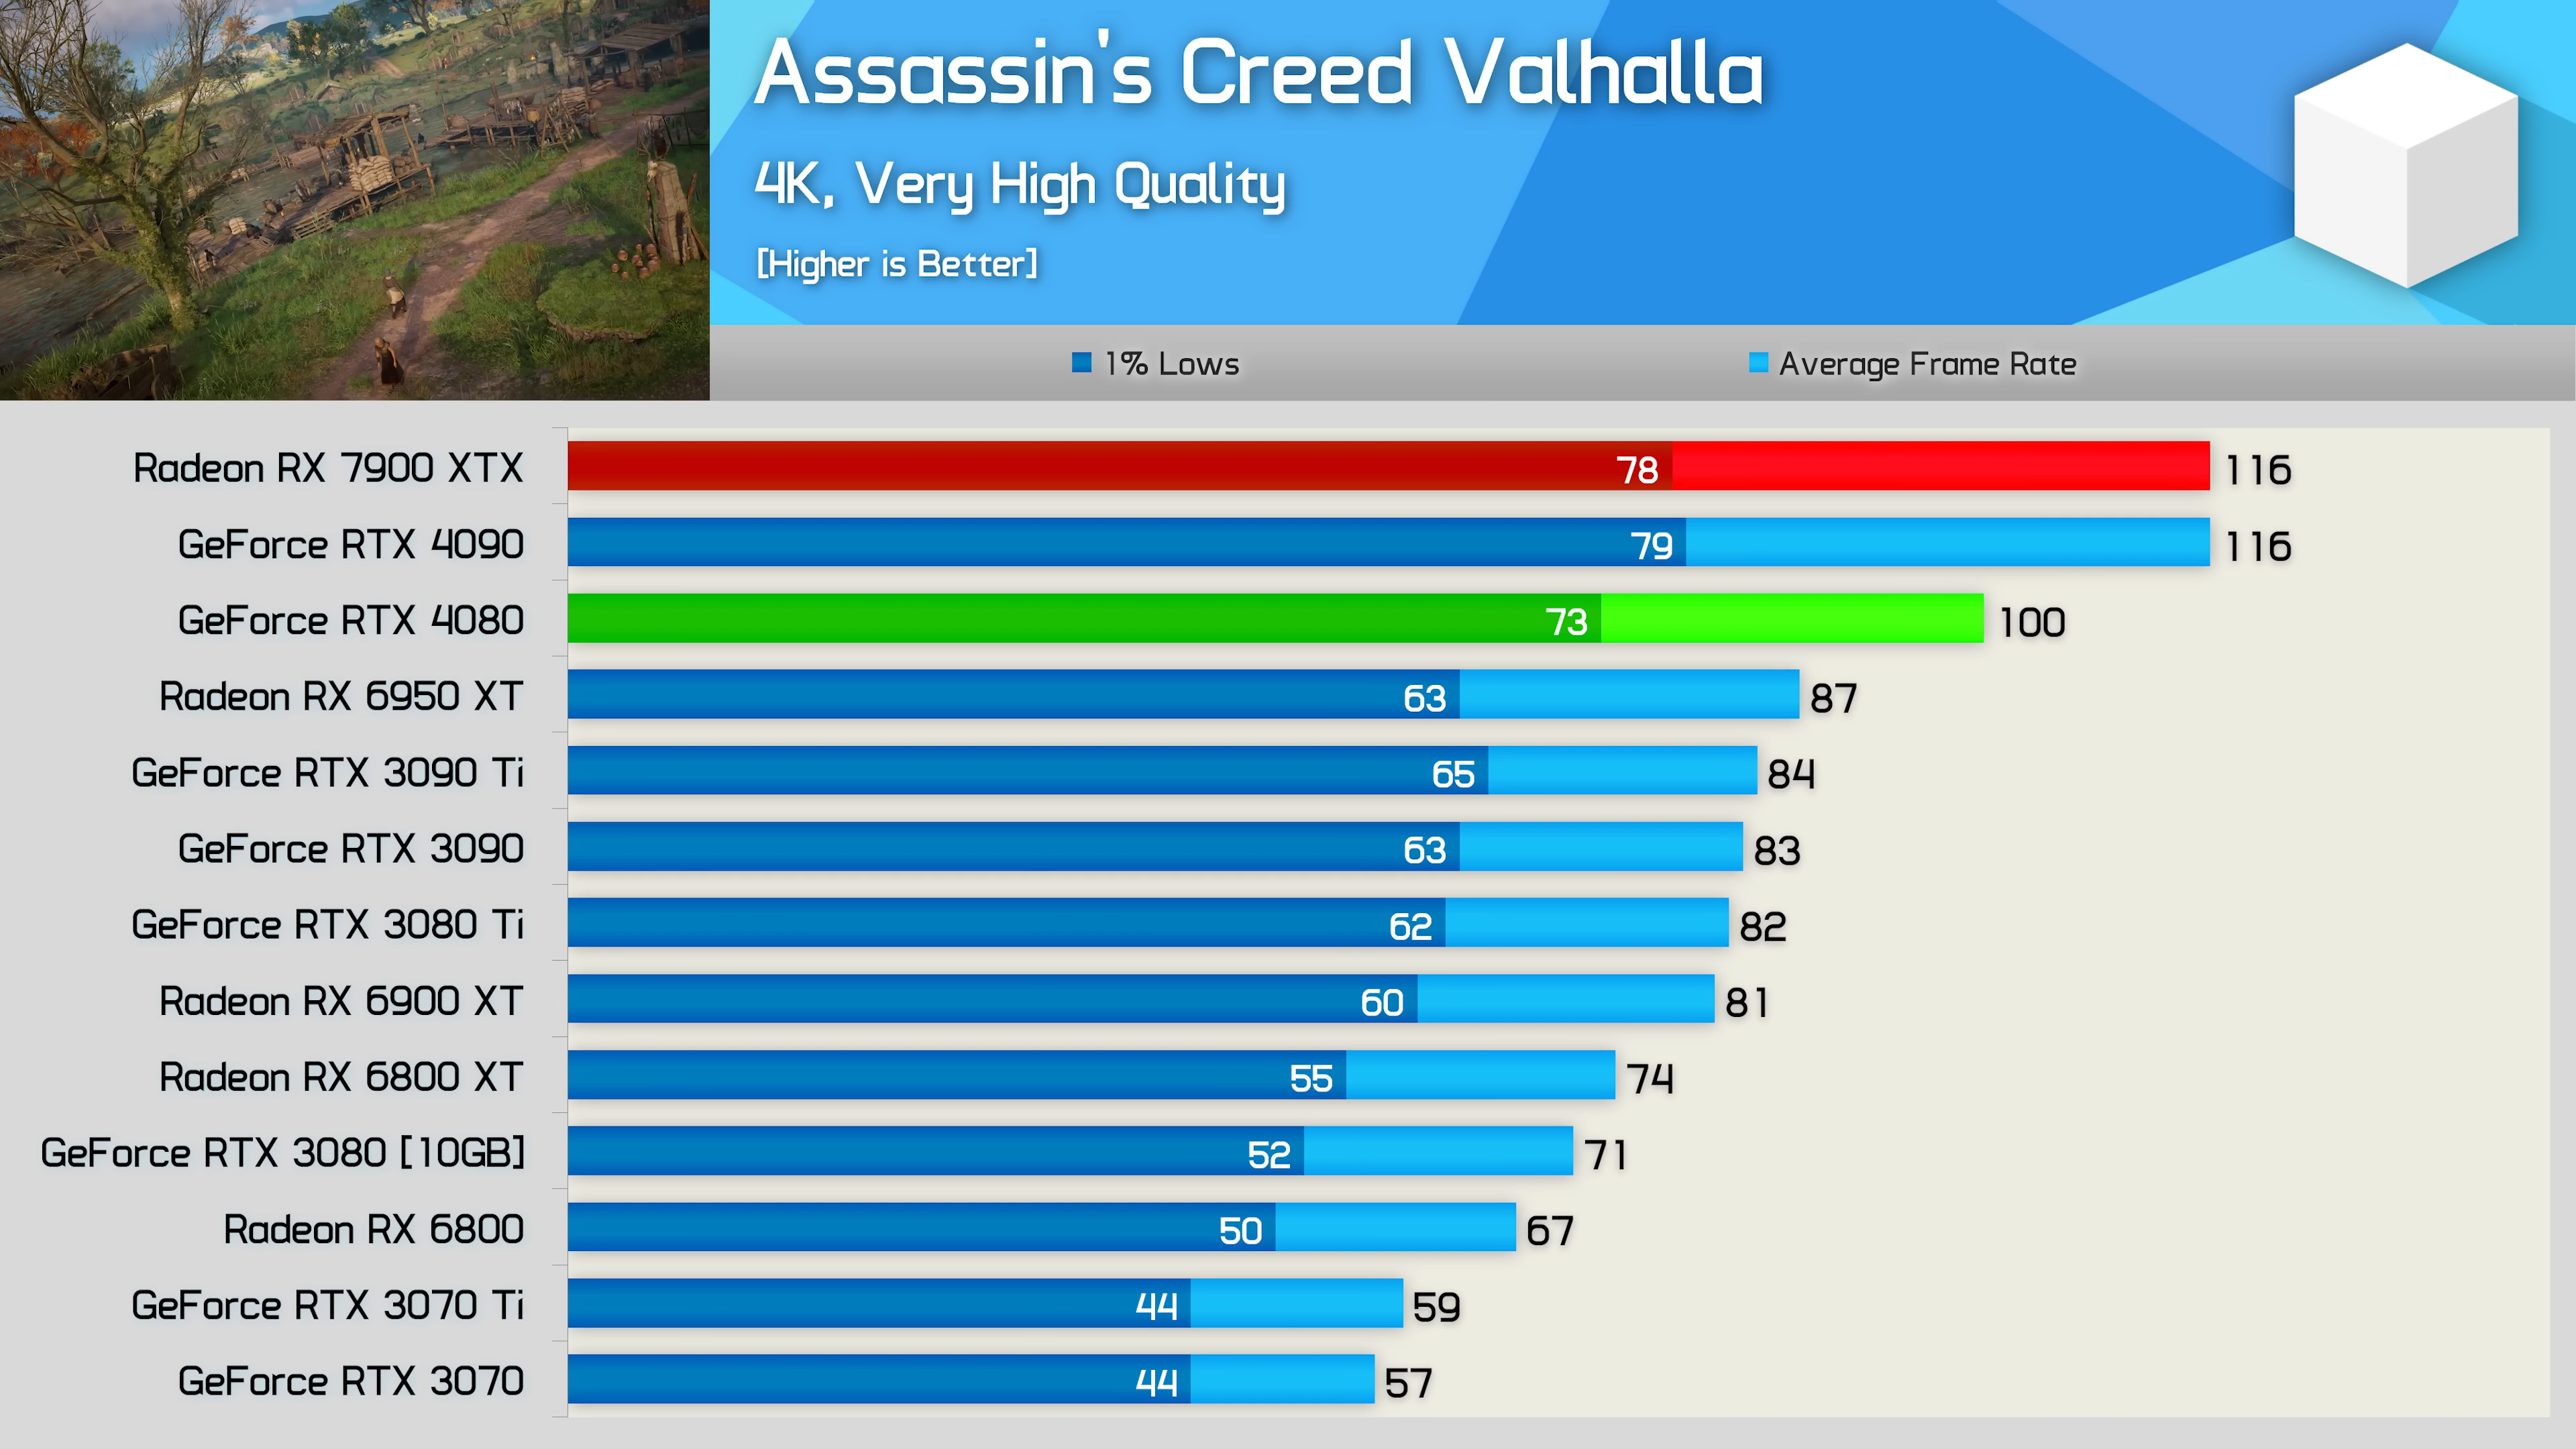 Assassin's Creed Valhalla
4K, Very High Quality
[Higher is Better]
1% Lows Average Frame Rate
Radeon RX 7900 XTX 78 116
GeForce RTX 4090 79 116
GeForce RTX 4080 73 100
Radeon RX 6950 XT 63 87
GeForce RTX 3090 Ti 65 84
GeForce RTX 3090 63 83
GeForce RTX 3080 Ti 62 82
Radeon RX 6900 XT 60 81
Radeon RX 6800 XT 55 74
GeForce RTX 3080 [10GB] 52 71
Radeon RX 6800 50 67
GeForce RTX 3070 Ti 44 59
GeForce RTX 3070 44 57